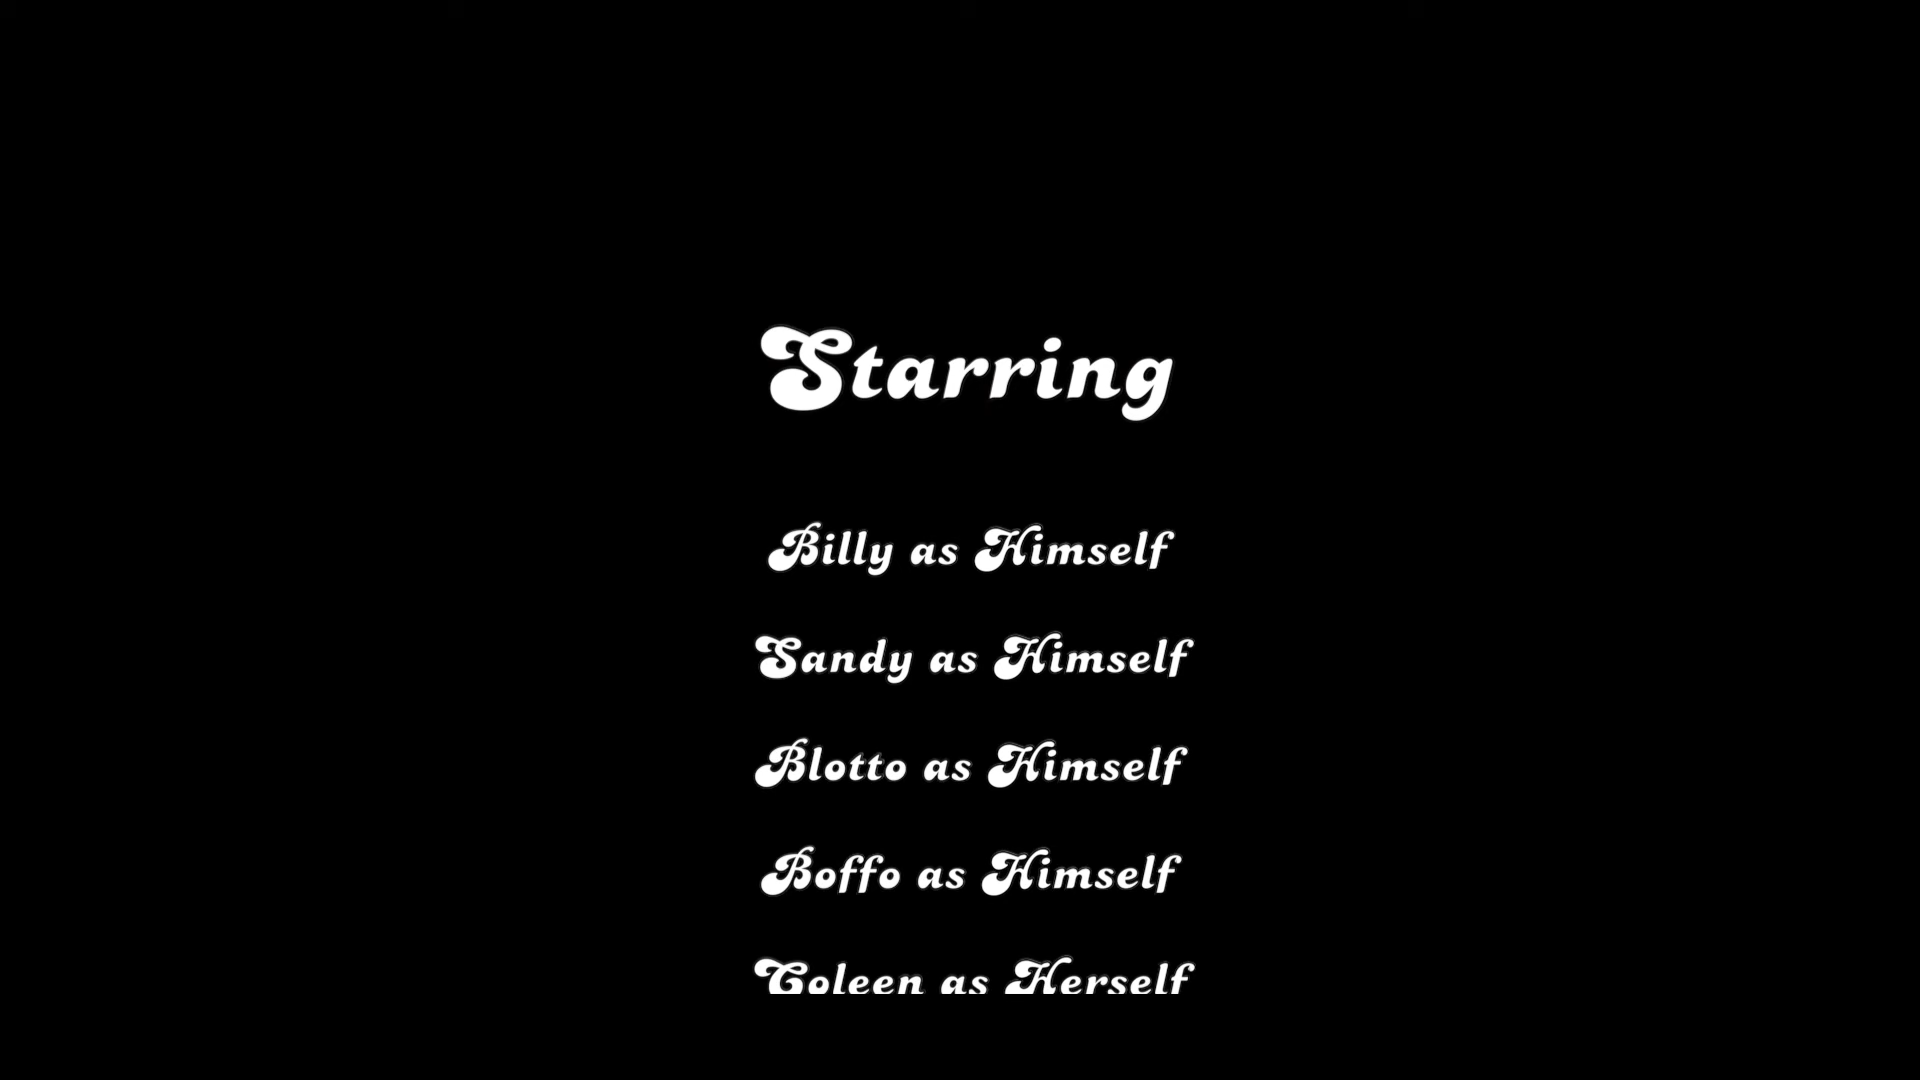 Starring
Billy as Himself
Sandy as Himself
Blotto as Himself
Boffo as Himself
Coleen as Herself